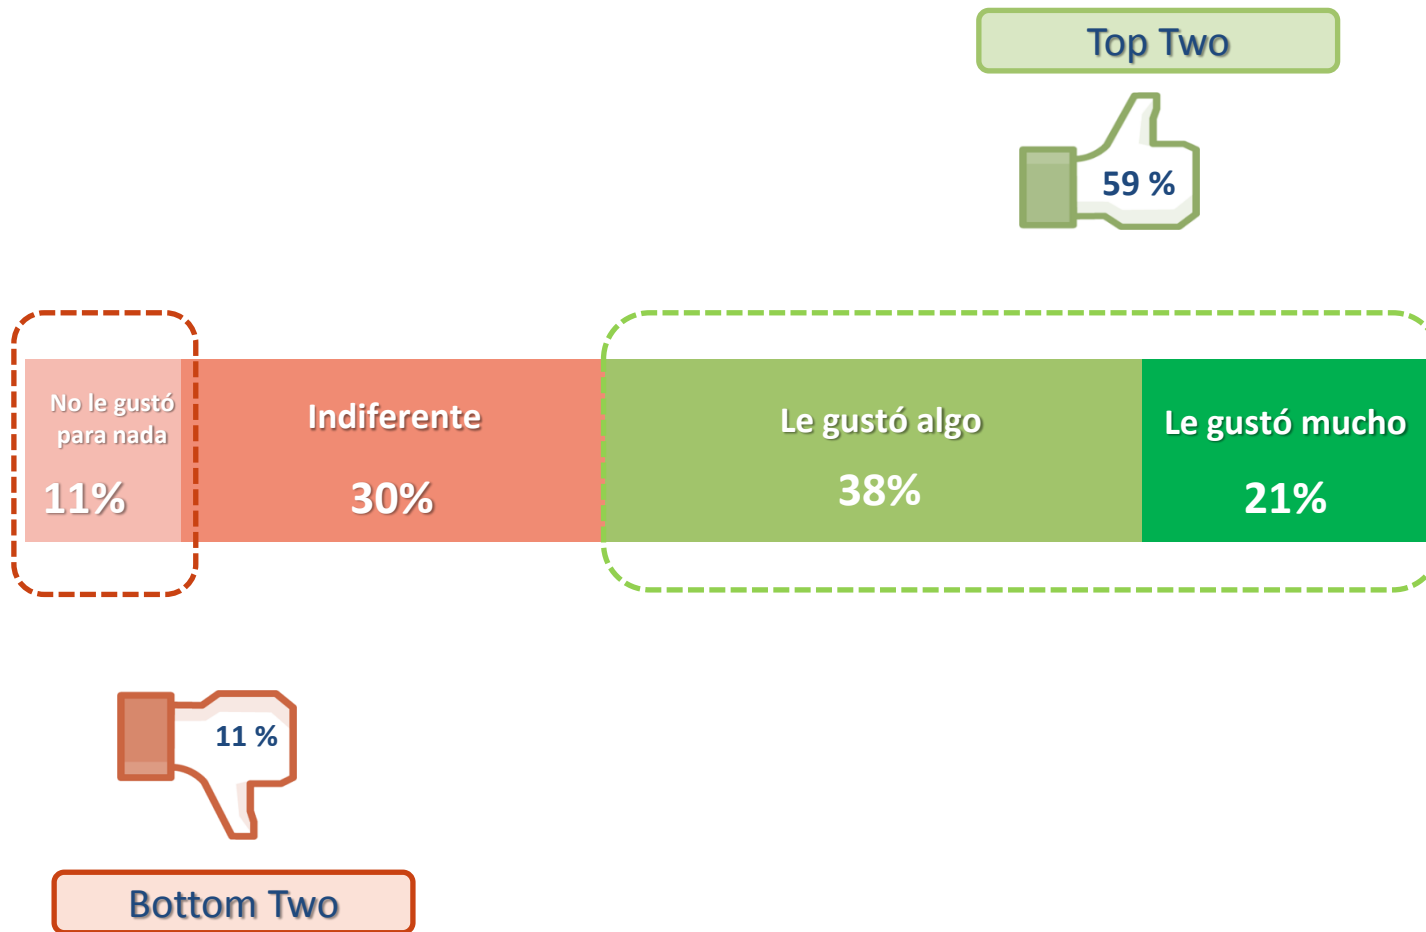 Top Two
59 %
No le gustó
para nada
11%
Indiferente
30%
Le gustó algo
38%
Le gustó mucho
21%
11 %
Bottom Two